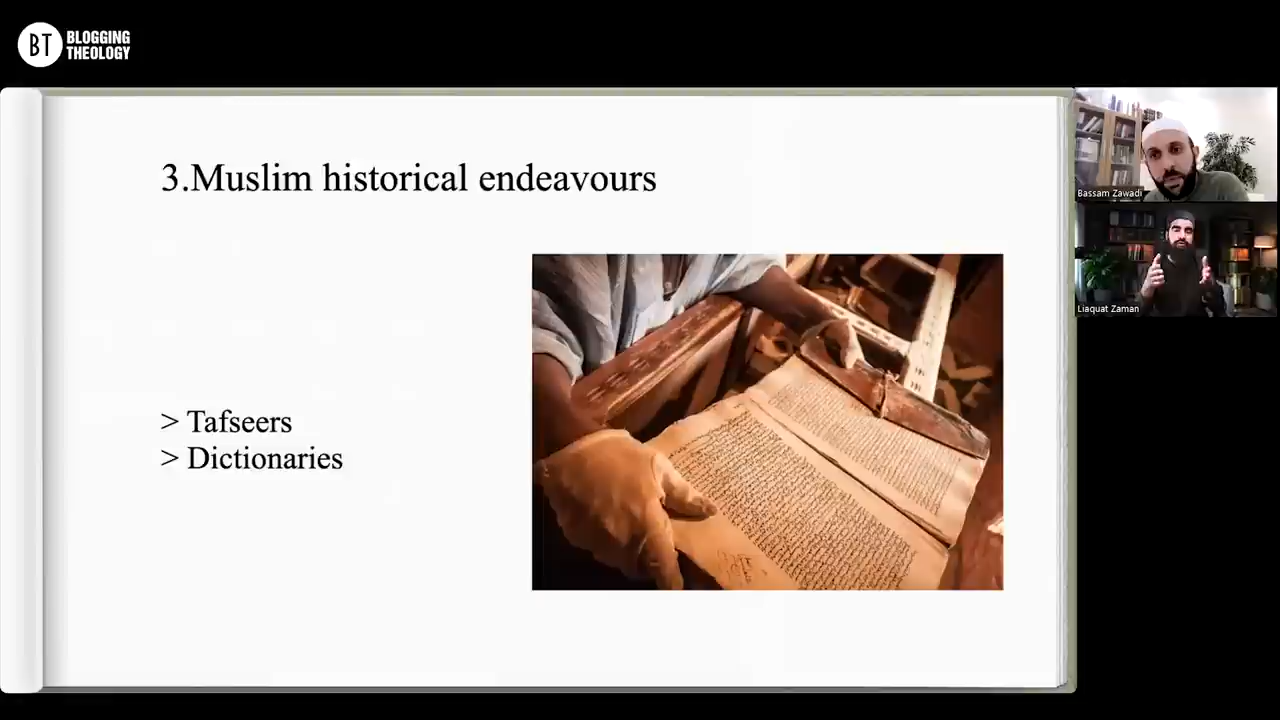 BT BLOGGING
THEOLOGY
3.Muslim historical endeavours
> Tafseers
> Dictionaries
Bassam Zawadi
Liaquat Zaman